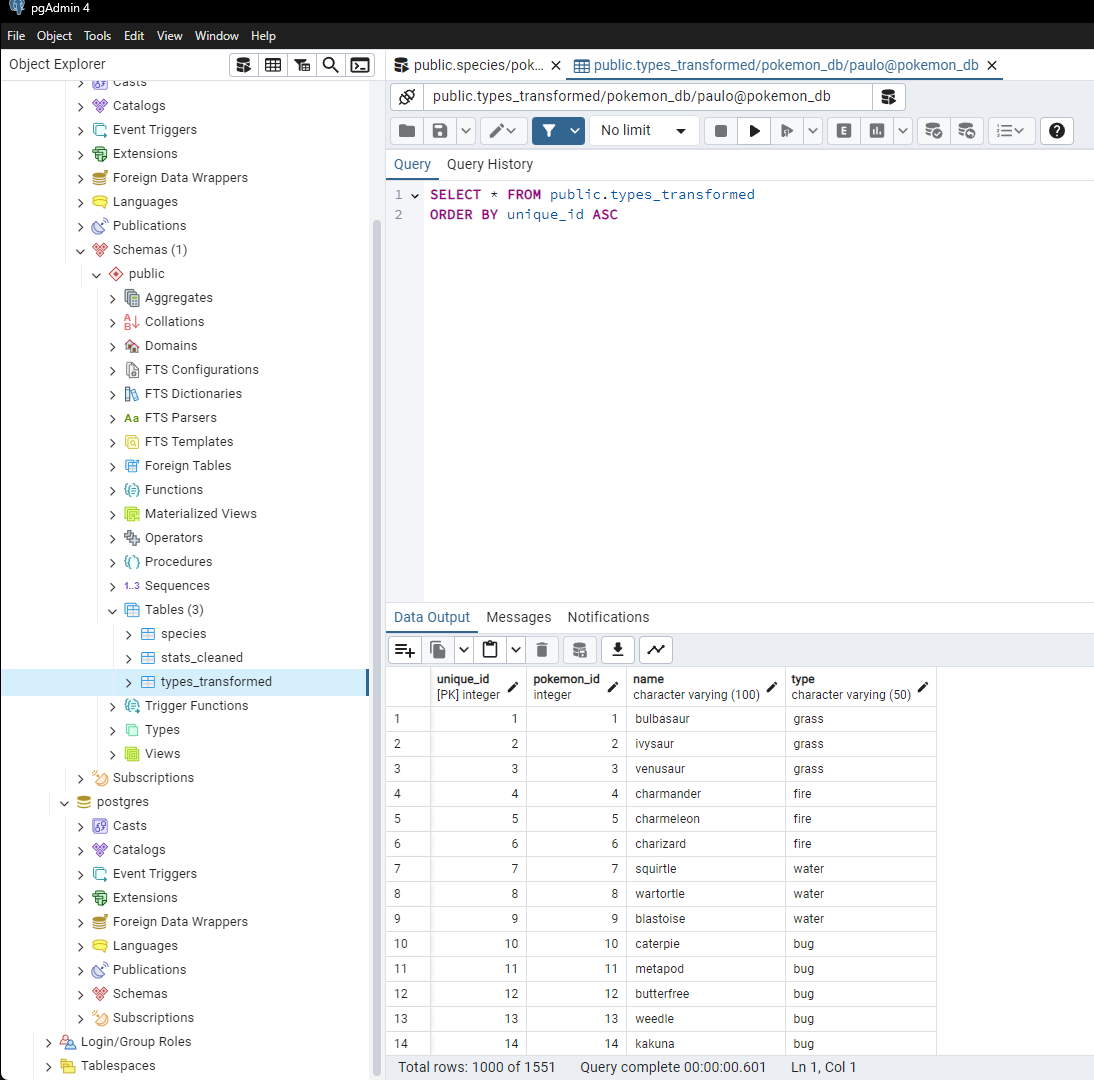 pgAdmin 4
File Object Tools Edit View Window Help
Object Explorer
public.species/pok...
public.types_transformed/pokemon_db/paulo@pokemon_db
public.types_transformed/pokemon_db/paulo@pokemon_db
No limit
E
Query Query History
1 SELECT * FROM public.types_transformed
2 ORDER BY unique_id ASC
Casts
Catalogs
Event Triggers
Extensions
Foreign Data Wrappers
Languages
Publications
Schemas (1)
public
Aggregates
Collations
Domains
FTS Configurations
FTS Dictionaries
Aa FTS Parsers
FTS Templates
Foreign Tables
Functions
Materialized Views
Operators
Procedures
1..3 Sequences
Tables (3)
species
stats_cleaned
types_transformed
Trigger Functions
Types
Views
Subscriptions
postgres
Casts
Catalogs
Event Triggers
Extensions
Foreign Data Wrappers
Languages
Publications
Schemas
Subscriptions
Login/Group Roles
Tablespaces
Data Output Messages Notifications
unique_id pokemon_id name type
[PK] integer integer character varying (100) character varying (50)
1 1 1 bulbasaur grass
2 2 2 ivysaur grass
3 3 3 venusaur grass
4 4 4 charmander fire
5 5 5 charmeleon fire
6 6 6 charizard fire
7 7 7 squirtle water
8 8 8 wartortle water
9 9 9 blastoise water
10 10 10 caterpie bug
11 11 11 metapod bug
12 12 12 butterfree bug
13 13 13 weedle bug
14 14 14 kakuna bug
Total rows: 1000 of 1551 Query complete 00:00:00.601 Ln 1, Col 1